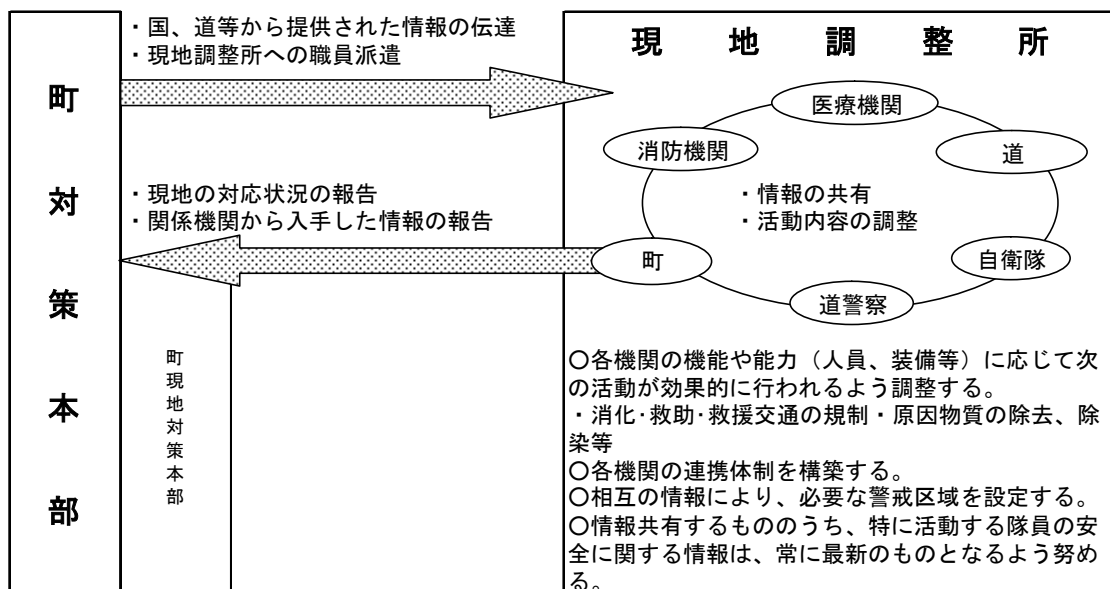 町対策本部
・国、道等から提供された情報の伝達
・現地調整所への職員派遣
・現地の対応状況の報告
・関係機関から入手した情報の報告
町現地対策本部
現地調整所
医療機関
消防機関
道
・情報の共有
・活動内容の調整
町
自衛隊
道警察
〇各機関の機能や能力（人員、装備等）に応じて次
の活動が効果的に行われるよう調整する。
・消化･救助･救援交通の規制・原因物質の除去、除
染等
〇各機関の連携体制を構築する。
〇相互の情報により、必要な警戒区域を設定する。
〇情報共有するもののうち、特に活動する隊員の安
全に関する情報は、常に最新のものとなるよう努め
る。